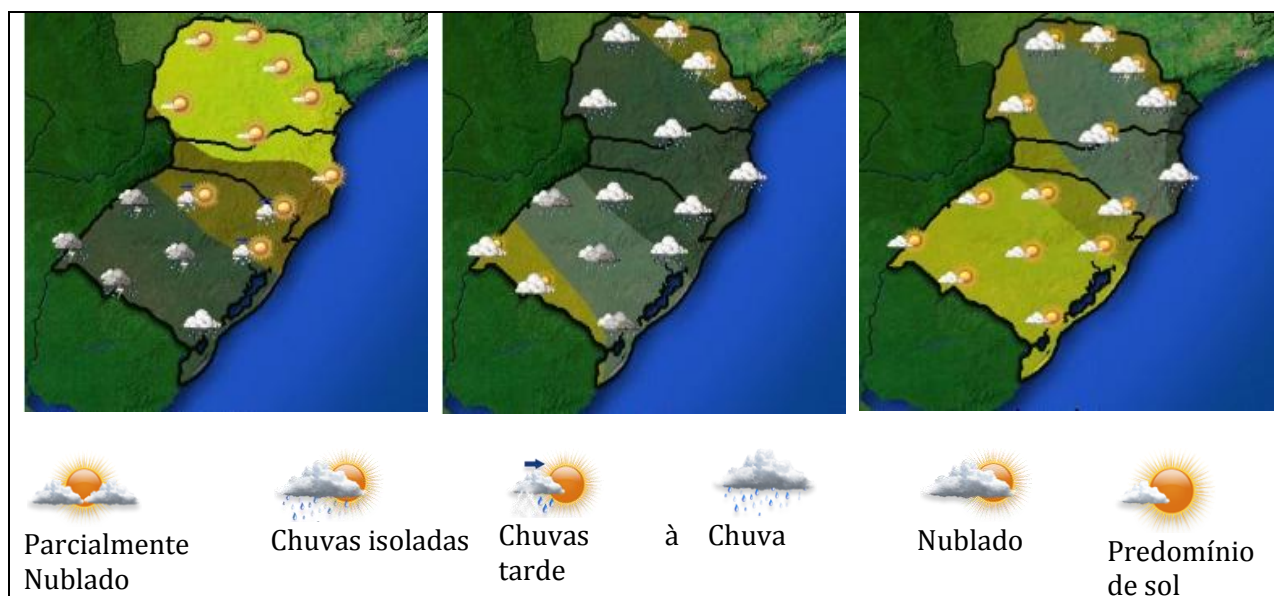 Parcialmente
Nublado
Chuvas isoladas
Chuvas à
tarde
Chuva
Nublado
Predomínio
de sol